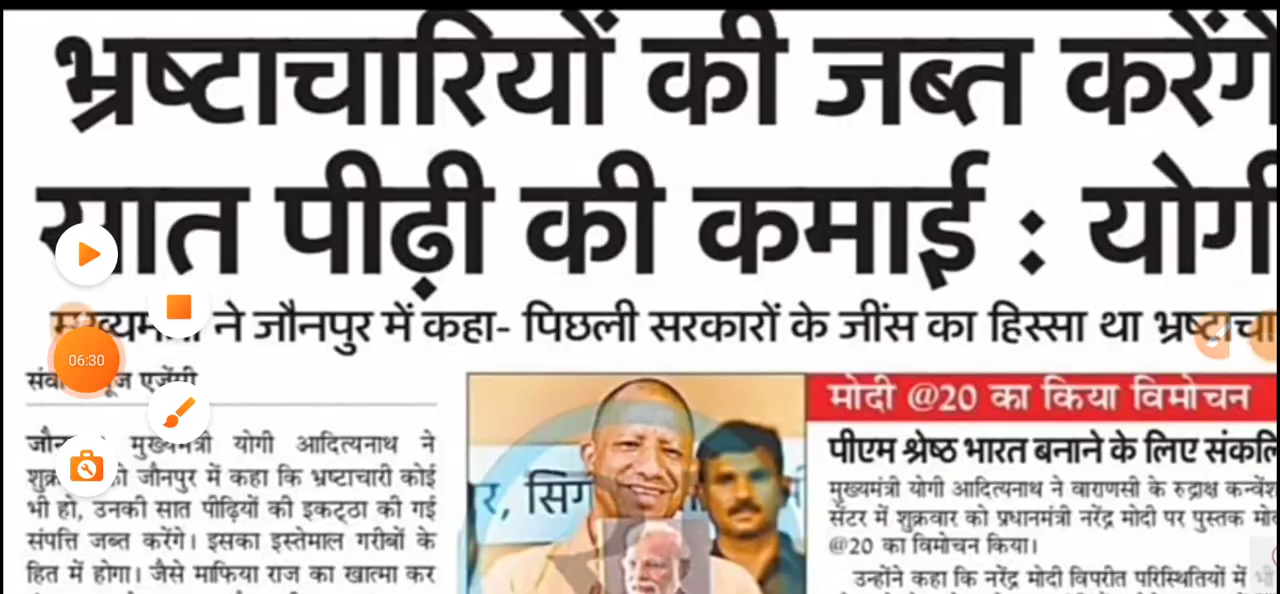 भ्रष्टाचारियों की जब्त करेंगे
सात पीढ़ी की कमाई : योगी
ने जौनपुर में कहा- पिछली सरकारों के जींस का हिस्सा था
06:30
एजेंसी
मुख्यमंत्री योगी आदित्यनाथ ने
को जौनपुर में कहा कि भ्रष्टाचारी कोई
भी हो, उनकी सात पीढ़ियों की इकट्ठा की गई
संपत्ति जब्त करेंगे। इसका इस्तेमाल गरीबों के
हित में होगा। जैसे माफिया राज का खात्मा कर
र, सिग
मोदी @20 का किया विमोचन
पीएम श्रेष्ठ भारत बनाने के लिए
मुख्यमंत्री योगी आदित्यनाथ ने वाराणसी के रुद्राक्ष
सेंटर में शुक्रवार को प्रधानमंत्री नरेंद्र मोदी पर पुस्तक
@20 का विमोचन किया।
उन्होंने कहा कि नरेंद्र मोदी विपरीत परिस्थितियों में भी